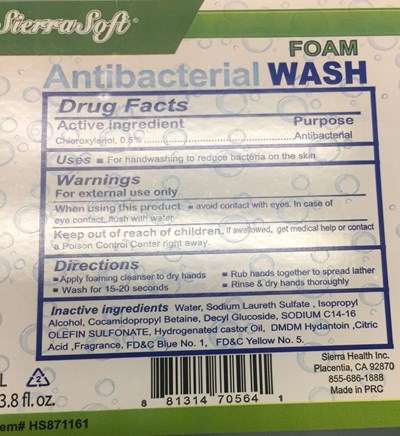 SierraSoft®
FOAM
Antibacterial WASH
Drug Facts
Active ingredient Purpose
Chloroxylenol, 0.5% Antibacterial
Uses ■ For handwashing to reduce bacteria on the skin
Warnings
For external use only
When using this product ■ avoid contact with eyes. In case of
eye contact, flush with water
Keep out of reach of children. If swallowed, get medical help or contact
a Poison Control Center right away.
Directions
■ Apply foaming cleanser to dry hands ■ Rub hands together to spread lather
■ Wash for 15-20 seconds ■ Rinse & dry hands thoroughly
Inactive ingredients Water, Sodium Laureth Sulfate , Isopropyl
Alcohol, Cocamidopropyl Betaine, Decyl Glucoside, SODIUM C14-16
OLEFIN SULFONATE, Hydrogenated castor Oil, DMDM Hydantoin ,Citric
Acid ,Fragrance, FD&C Blue No. 1, FD&C Yellow No. 5.
Sierra Health Inc.
Placentia, CA 92870
855-686-1888
Made in PRC
L
2
3.8 fl. oz.
8 81314 70564 1
em# HS871161